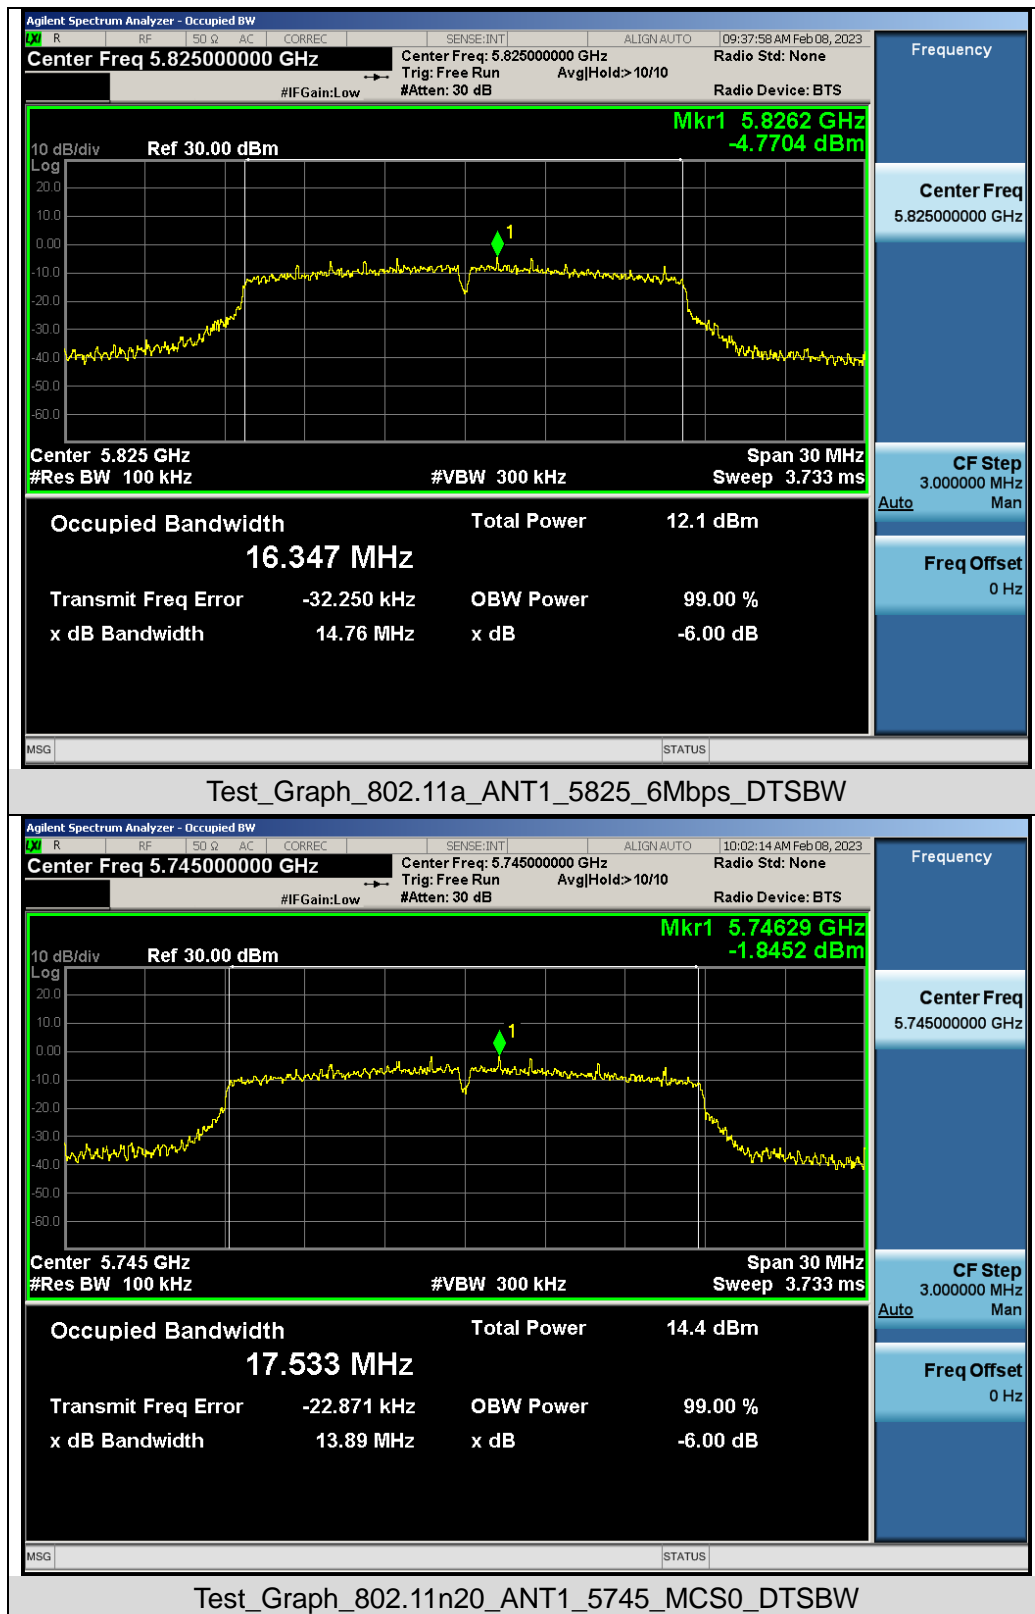 Agilent Spectrum Analyzer - Occupied BW
LXI R RF 50 Ω AC CORREC SENSE:INT ALIGN AUTO 09:37:58 AM Feb 08, 2023
Center Freq 5.825000000 GHz
Center Freq: 5.825000000 GHz
Radio Std: None
Trig: Free Run Avg|Hold:> 10/10
#IFGain:Low #Atten: 30 dB Radio Device: BTS
Mkr1 5.8262 GHz
-4.7704 dBm
10 dB/div Ref 30.00 dBm
Log
20.0
10.0
0.00
-10.0
-20.0
-30.0
-40.0
-50.0
-60.0
1
Center 5.825 GHz Span 30 MHz
#Res BW 100 kHz #VBW 300 kHz Sweep 3.733 ms
Occupied Bandwidth Total Power 12.1 dBm
16.347 MHz
Transmit Freq Error -32.250 kHz OBW Power 99.00 %
x dB Bandwidth 14.76 MHz x dB -6.00 dB
MSG STATUS
Frequency
Center Freq
5.825000000 GHz
CF Step
3.000000 MHz
Auto Man
Freq Offset
0 Hz
Test_Graph_802.11a_ANT1_5825_6Mbps_DTSBW
Agilent Spectrum Analyzer - Occupied BW
LXI R RF 50 Ω AC CORREC SENSE:INT ALIGN AUTO 10:02:14 AM Feb 08, 2023
Center Freq 5.745000000 GHz
Center Freq: 5.745000000 GHz
Radio Std: None
Trig: Free Run Avg|Hold:> 10/10
#IFGain:Low #Atten: 30 dB Radio Device: BTS
Mkr1 5.74629 GHz
-1.8452 dBm
10 dB/div Ref 30.00 dBm
Log
20.0
10.0
0.00
-10.0
-20.0
-30.0
-40.0
-50.0
-60.0
1
Center 5.745 GHz Span 30 MHz
#Res BW 100 kHz #VBW 300 kHz Sweep 3.733 ms
Occupied Bandwidth Total Power 14.4 dBm
17.533 MHz
Transmit Freq Error -22.871 kHz OBW Power 99.00 %
x dB Bandwidth 13.89 MHz x dB -6.00 dB
MSG STATUS
Frequency
Center Freq
5.745000000 GHz
CF Step
3.000000 MHz
Auto Man
Freq Offset
0 Hz
Test_Graph_802.11n20_ANT1_5745_MCS0_DTSBW